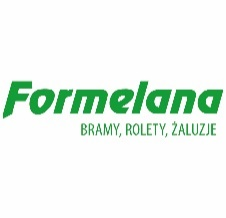 Formelana
BRAMY, ROLETY, ŻALUZJE